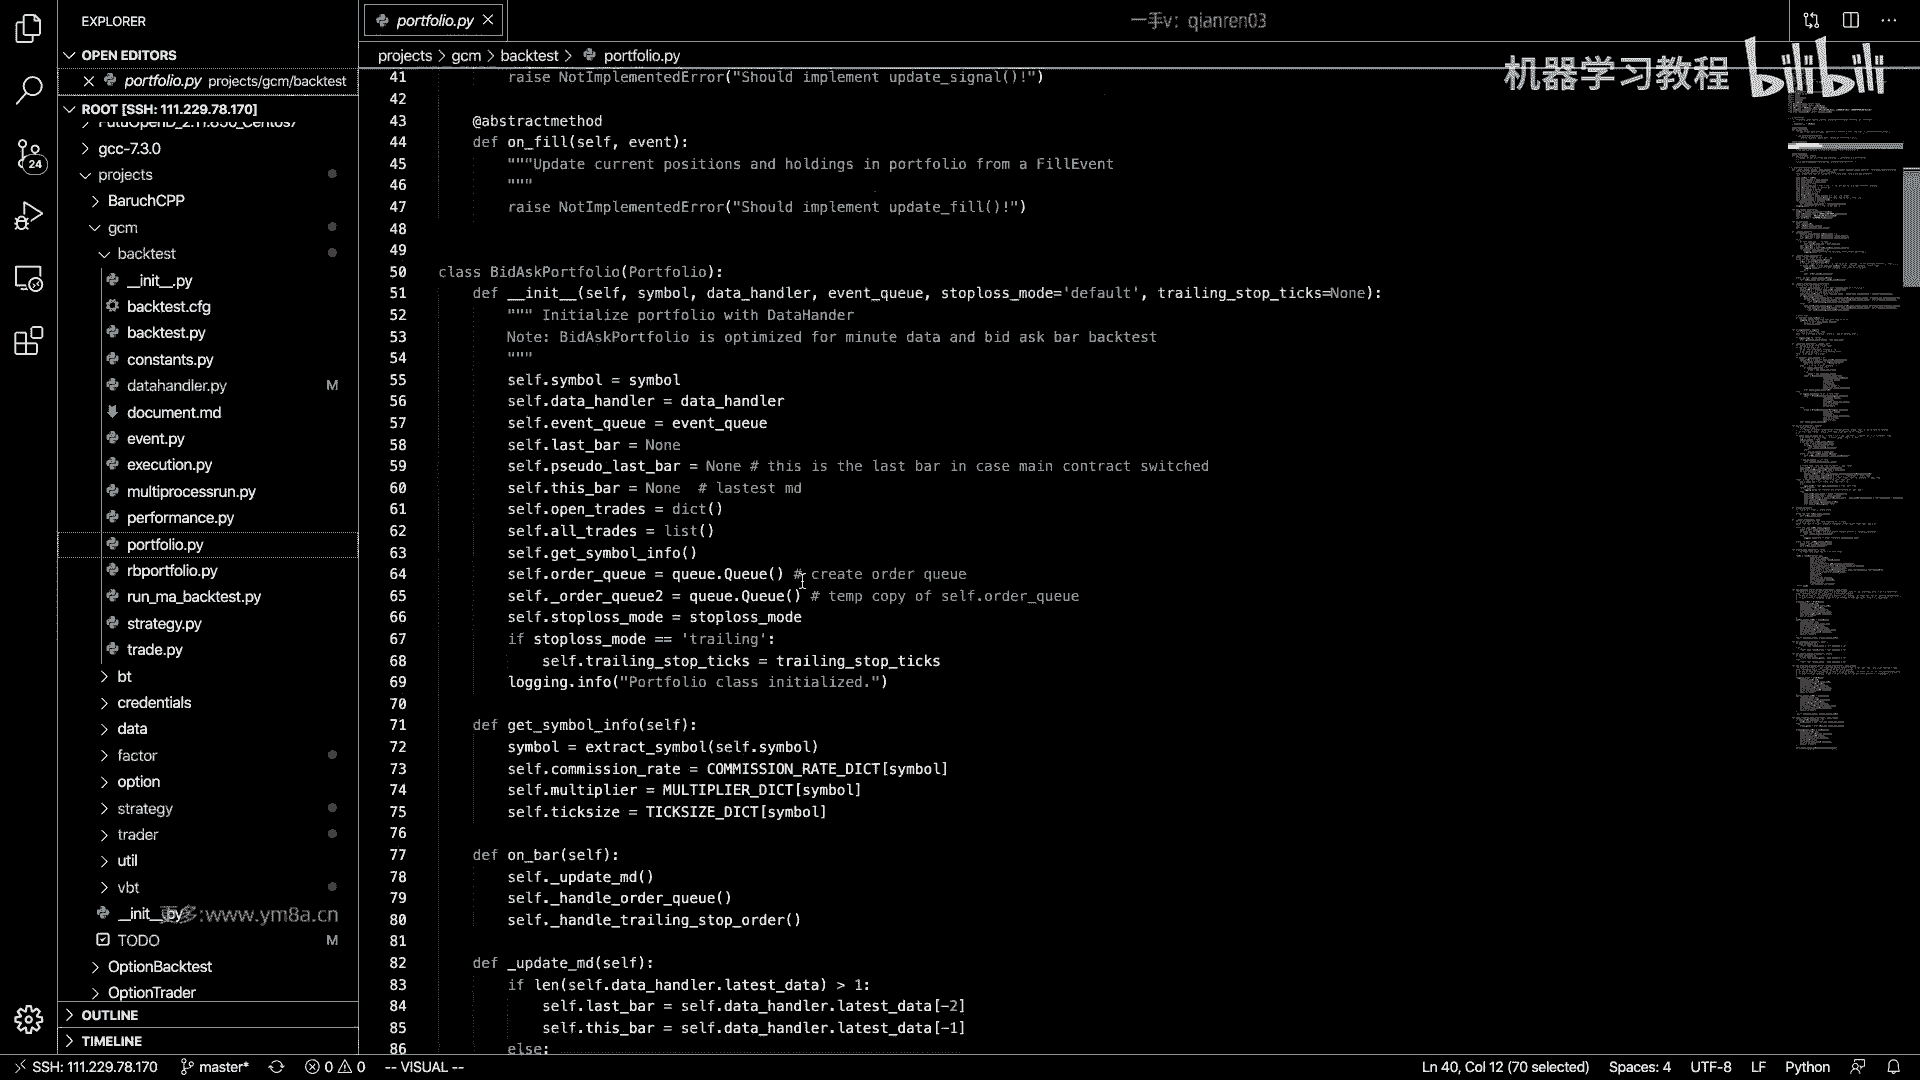 EXPLORER
portfolio.py
一手v: qianren03
OPEN EDITORS
portfolio.py projects/gcm/backtest
projects > gcm > backtest > portfolio.py
机器学习教程 bilibili
ROOT [SSH: 111.229.78.170]
gcc-7.3.0
projects
BaruchCPP
gcm
backtest
__init__.py
backtest.cfg
backtest.py
constants.py
datahandler.py M
document.md
event.py
execution.py
multiprocessrun.py
performance.py
portfolio.py
rbportfolio.py
run_ma_backtest.py
strategy.py
trade.py
bt
credentials
data
factor
option
strategy
trader
util
vbt
__init__.py
更多:www.ym8a.cn
TODO M
OptionBacktest
OptionTrader
OUTLINE
TIMELINE
24
41 raise NotImplementedError("Should implement update_signal()!")
42
43 @abstractmethod
44 def on_fill(self, event):
45 """Update current positions and holdings in portfolio from a FillEvent
46 """
47 raise NotImplementedError("Should implement update_fill()!")
48
49
50 class BidAskPortfolio(Portfolio):
51 def __init__(self, symbol, data_handler, event_queue, stoploss_mode='default', trailing_stop_ticks=None):
52 """ Initialize portfolio with DataHander
53 Note: BidAskPortfolio is optimized for minute data and bid ask bar backtest
54 """
55 self.symbol = symbol
56 self.data_handler = data_handler
57 self.event_queue = event_queue
58 self.last_bar = None
59 self.pseudo_last_bar = None # this is the last bar in case main contract switched
60 self.this_bar = None # lastest md
61 self.open_trades = dict()
62 self.all_trades = list()
63 self.get_symbol_info()
64 self.order_queue = queue.Queue() # create order queue
65 self._order_queue2 = queue.Queue() # temp copy of self.order_queue
66 self.stoploss_mode = stoploss_mode
67 if stoploss_mode == 'trailing':
68 self.trailing_stop_ticks = trailing_stop_ticks
69 logging.info("Portfolio class initialized.")
70
71 def get_symbol_info(self):
72 symbol = extract_symbol(self.symbol)
73 self.commission_rate = COMMISSION_RATE_DICT[symbol]
74 self.multiplier = MULTIPLIER_DICT[symbol]
75 self.ticksize = TICKSIZE_DICT[symbol]
76
77 def on_bar(self):
78 self._update_md()
79 self._handle_order_queue()
80 self._handle_trailing_stop_order()
81
82 def _update_md(self):
83 if len(self.data_handler.latest_data) > 1:
84 self.last_bar = self.data_handler.latest_data[-2]
85 self.this_bar = self.data_handler.latest_data[-1]
86 else:
SSH: 111.229.78.170 master* 0 0 -- VISUAL -- Ln 40, Col 12 (70 selected) Spaces: 4 UTF-8 LF Python